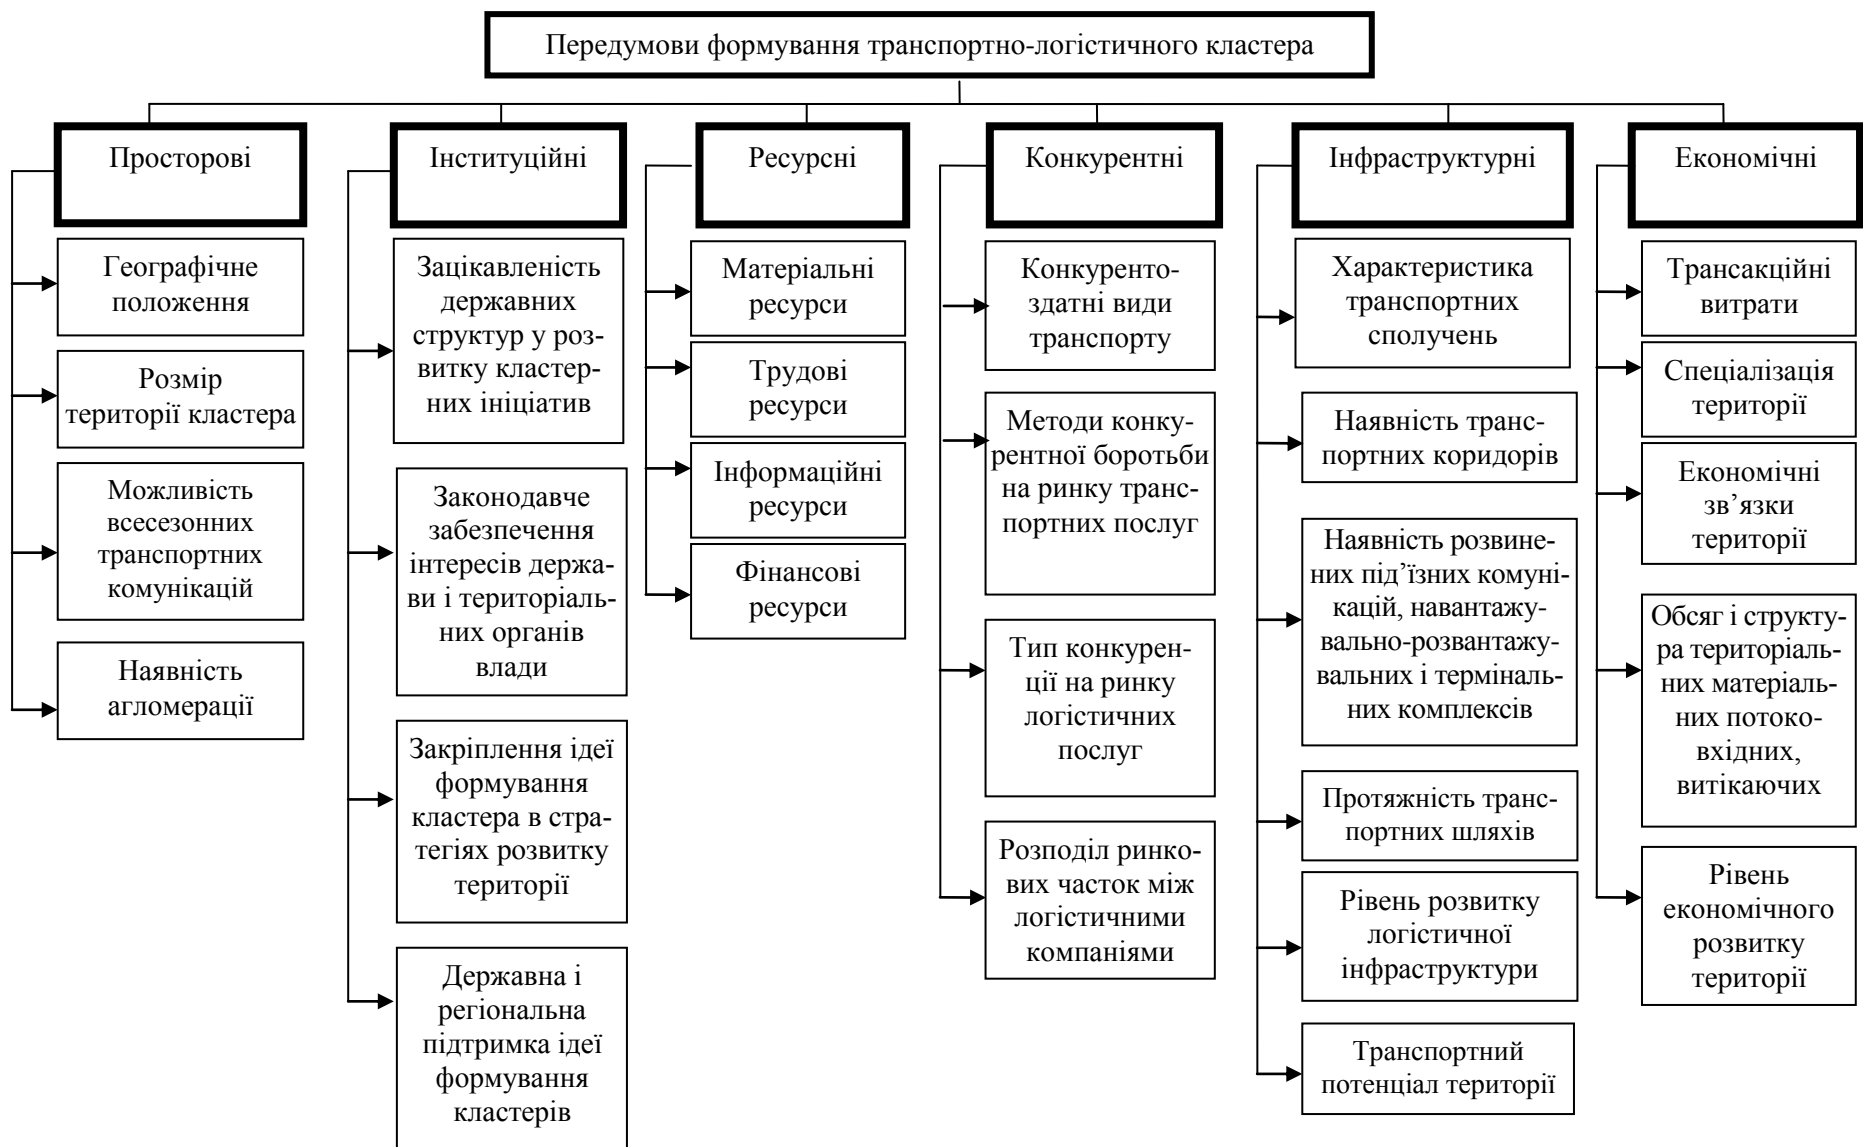 Передумови формування транспортно-логістичного кластера
Просторові
Географічне
положення
Розмір
території кластера
Можливість
всесезонних
транспортних
комунікацій
Наявність
агломерації
Інституційні
Зацікавленість
державних
структур у роз-
витку кластер-
них ініціатив
Законодавче
забезпечення
інтересів держа-
ви і територіаль-
них органів
влади
Закріплення ідеї
формування
кластера в стра-
тегіях розвитку
території
Державна і
регіональна
підтримка ідеї
формування
кластерів
Ресурсні
Матеріальні
ресурси
Трудові
ресурси
Інформаційні
ресурси
Фінансові
ресурси
Конкурентні
Конкуренто-
здатні види
транспорту
Методи конку-
рентної боротьби
на ринку транс-
портних послуг
Тип конкурен-
ції на ринку
логістичних
послуг
Розподіл ринко-
вих часток між
логістичними
компаніями
Інфраструктурні
Характеристика
транспортних
сполучень
Наявність транс-
портних коридорів
Наявність розвине-
них під’їзних комуні-
кацій, навантажу-
вально-розвантажу-
вальних і терміналь-
них комплексів
Протяжність транс-
портних шляхів
Рівень розвитку
логістичної
інфраструктури
Транспортний
потенціал території
Економічні
Трансакційні
витрати
Спеціалізація
території
Економічні
зв’язки
території
Обсяг і структу-
ра територіаль-
них матеріаль-
них потоко-
вхідних,
витікаючих
Рівень
економічного
розвитку
території